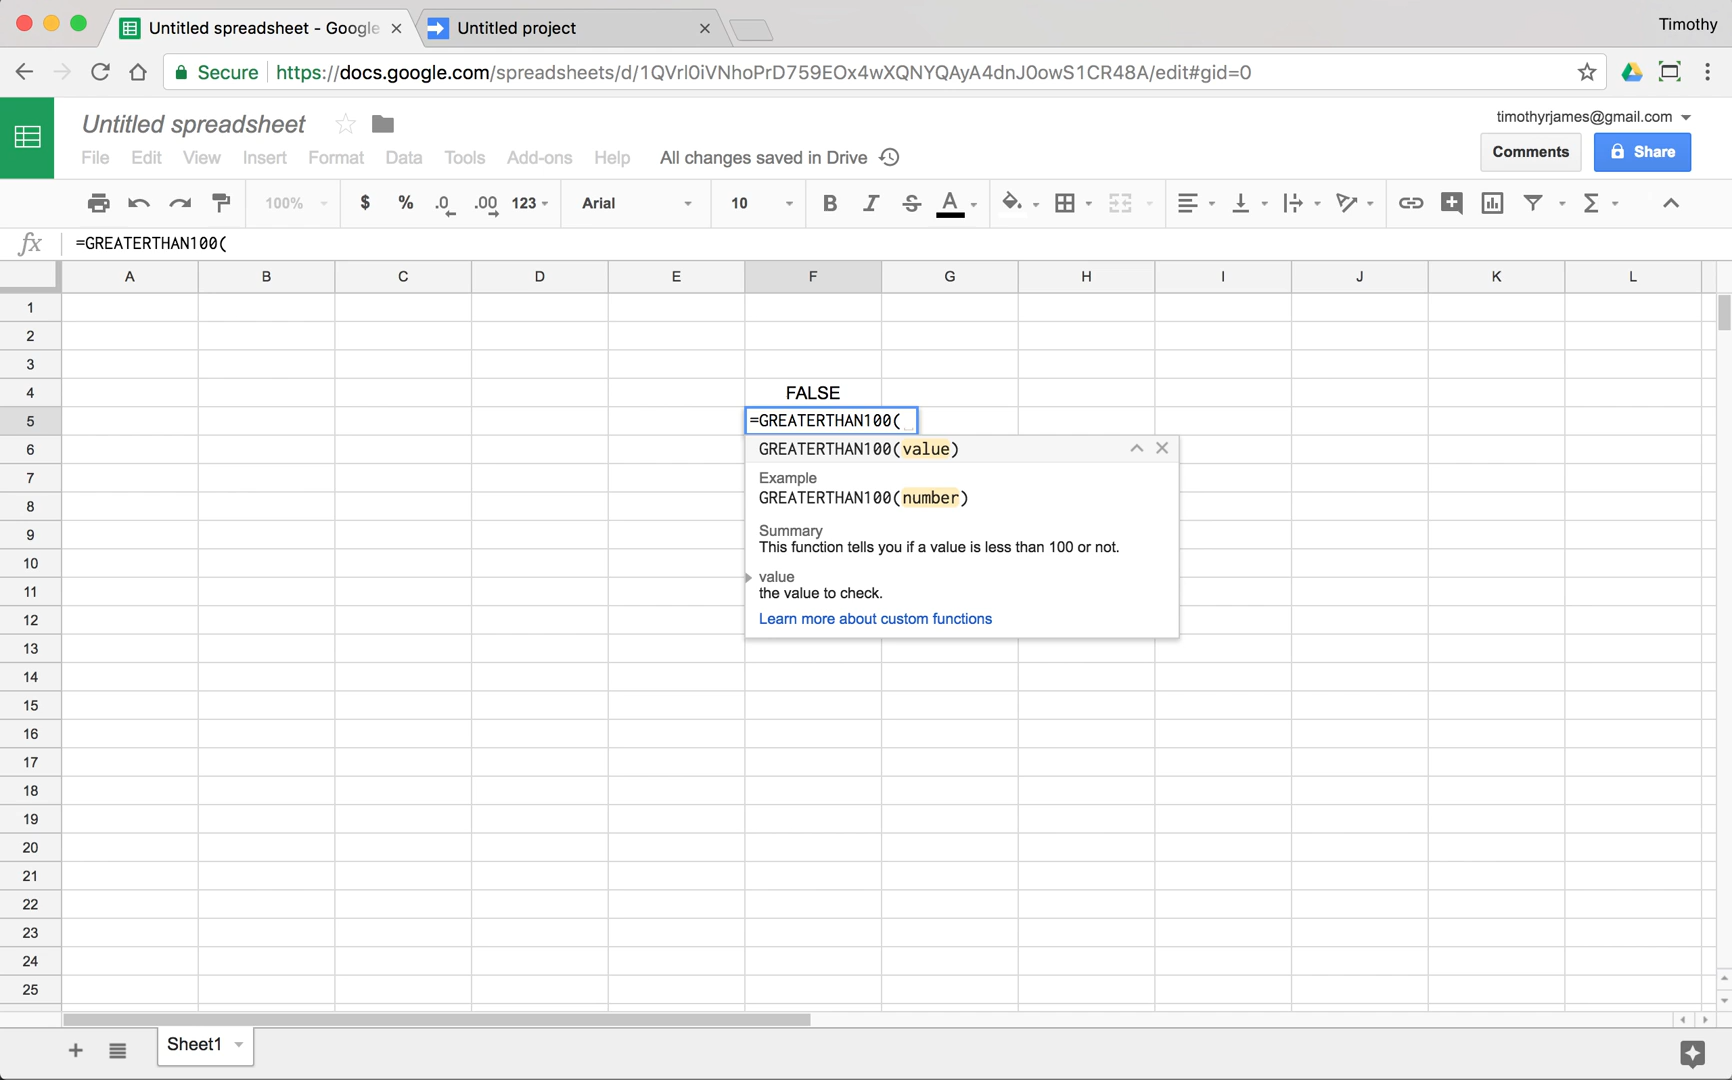 Untitled spreadsheet - Google
Untitled project
Timothy
Secure
https://docs.google.com/spreadsheets/d/1QVrl0iVNhoPrD759EOx4wXQNYQAyA4dnJ0owS1CR48A/edit#gid=0
Untitled spreadsheet
timothyrjames@gmail.com
File Edit View Insert Format Data Tools Add-ons Help All changes saved in Drive
Comments
Share
100% $ % .0 .00 123 Arial 10 B I S A
fx =GREATERTHAN100(
A B C D E F G H I J K L
1
2
3
4 FALSE
5 =GREATERTHAN100(
6 GREATERTHAN100(value)
7 Example
GREATERTHAN100(number)
8
9 Summary
This function tells you if a value is less than 100 or not.
10
11 value
the value to check.
12 Learn more about custom functions
13
14
15
16
17
18
19
20
21
22
23
24
25
Sheet1